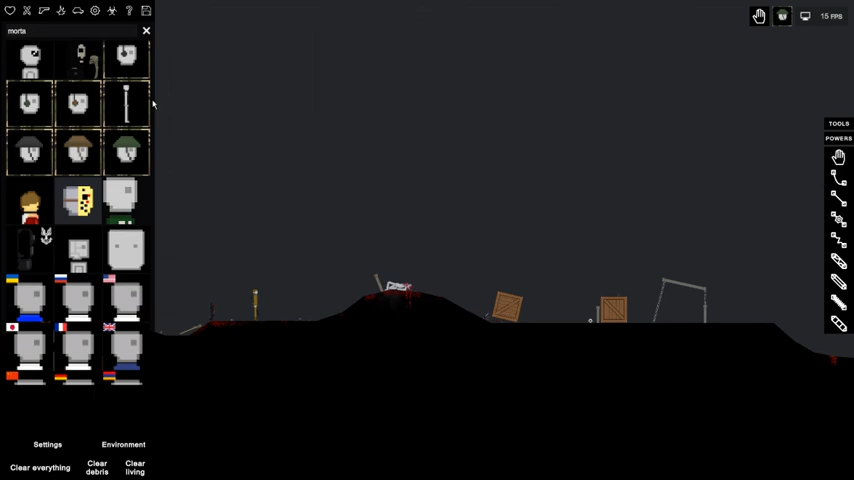 15 FPS
morta
TOOLS
POWERS
Settings Environment
Clear everything Clear debris Clear living